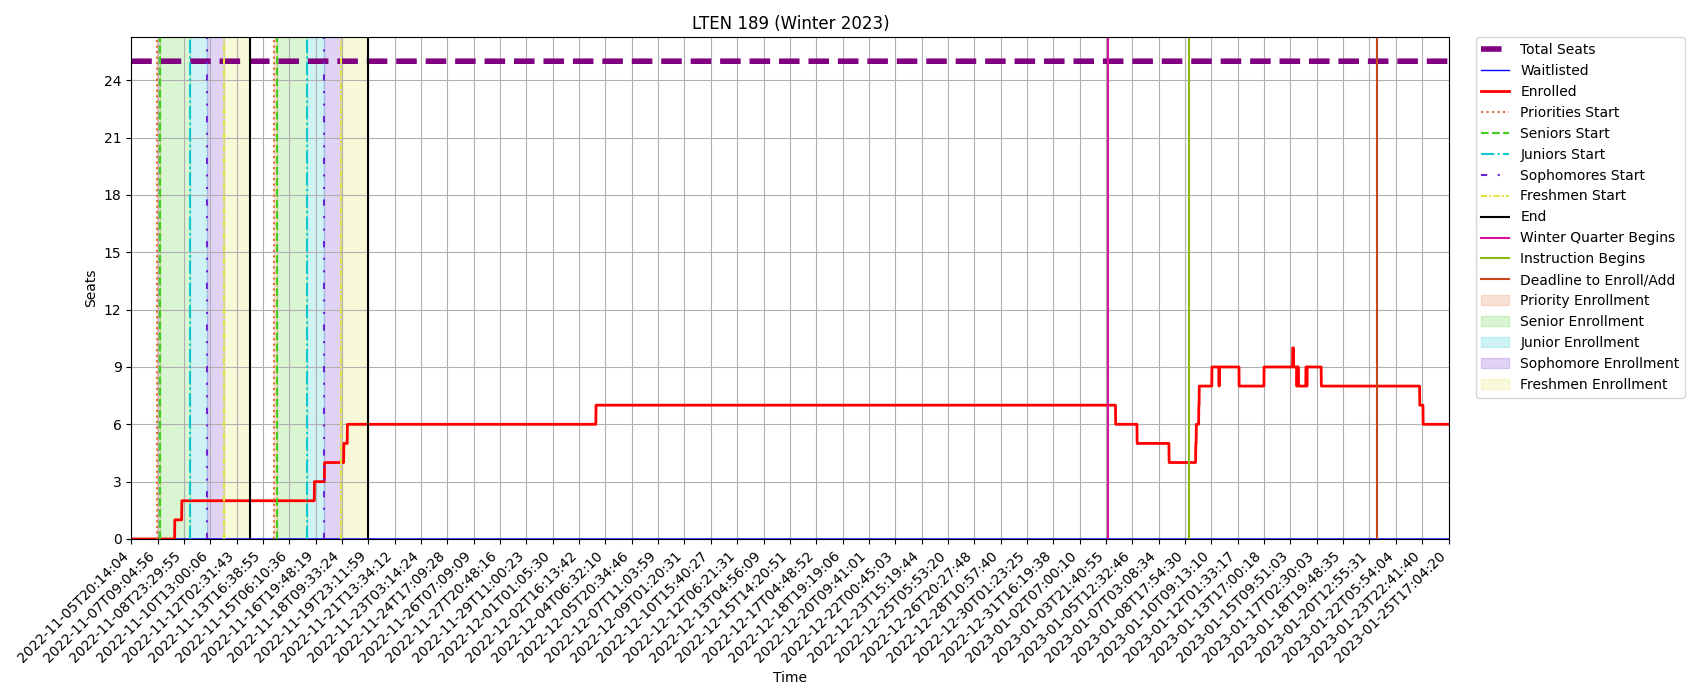 LTEN 189 (Winter 2023)
Seats
24
21
18
15
12
9
6
3
0
2022-11-05T20:14:04
2022-11-07T09:04:56
2022-11-08T23:29:55
2022-11-10T13:00:06
2022-11-12T02:31:43
2022-11-13T16:38:55
2022-11-15T06:10:36
2022-11-16T19:48:19
2022-11-18T09:33:24
2022-11-19T23:11:59
2022-11-21T13:34:12
2022-11-23T03:14:24
2022-11-24T17:09:28
2022-11-26T07:09:09
2022-11-27T20:48:16
2022-11-29T11:00:23
2022-12-01T01:05:30
2022-12-02T16:13:42
2022-12-04T06:32:10
2022-12-05T20:34:46
2022-12-07T11:03:59
2022-12-09T01:20:31
2022-12-10T15:40:27
2022-12-12T06:21:31
2022-12-13T04:56:09
2022-12-15T14:20:51
2022-12-17T04:48:52
2022-12-18T19:19:06
2022-12-20T09:41:01
2022-12-22T00:45:03
2022-12-23T15:19:44
2022-12-25T05:53:20
2022-12-26T20:27:48
2022-12-28T10:57:40
2022-12-30T01:23:25
2022-12-31T16:19:38
2023-01-02T07:00:10
2023-01-03T21:40:55
2023-01-05T12:32:46
2023-01-07T03:08:34
2023-01-08T17:54:30
2023-01-10T09:13:10
2023-01-12T01:33:17
2023-01-13T17:00:18
2023-01-15T09:51:03
2023-01-17T02:30:03
2023-01-18T19:48:35
2023-01-20T12:55:31
2023-01-22T05:54:04
2023-01-23T22:41:40
2023-01-25T17:04:20
Time
Total Seats
Waitlisted
Enrolled
Priorities Start
Seniors Start
Juniors Start
Sophomores Start
Freshmen Start
End
Winter Quarter Begins
Instruction Begins
Deadline to Enroll/Add
Priority Enrollment
Senior Enrollment
Junior Enrollment
Sophomore Enrollment
Freshmen Enrollment